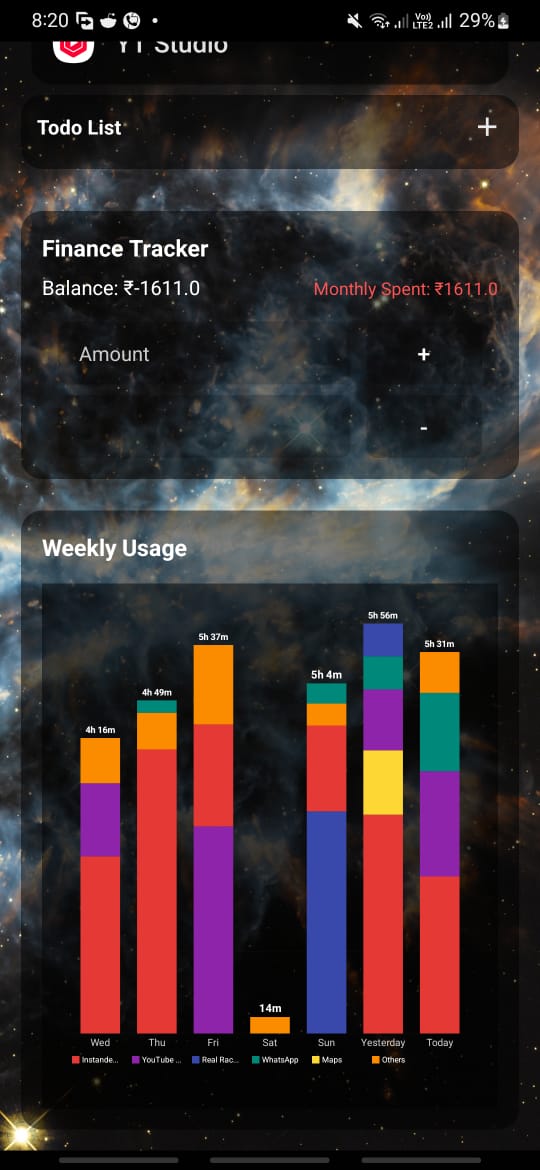 8:20 Vo)) LTE2 29%
YT Studio
Todo List +
Finance Tracker
Balance: ₹-1611.0 Monthly Spent: ₹1611.0
Amount +
-
Weekly Usage
5h 56m
5h 37m 5h 31m
5h 4m
4h 49m
4h 16m
14m
Wed Thu Fri Sat Sun Yesterday Today
Instande... YouTube ... Real Rac... WhatsApp Maps Others